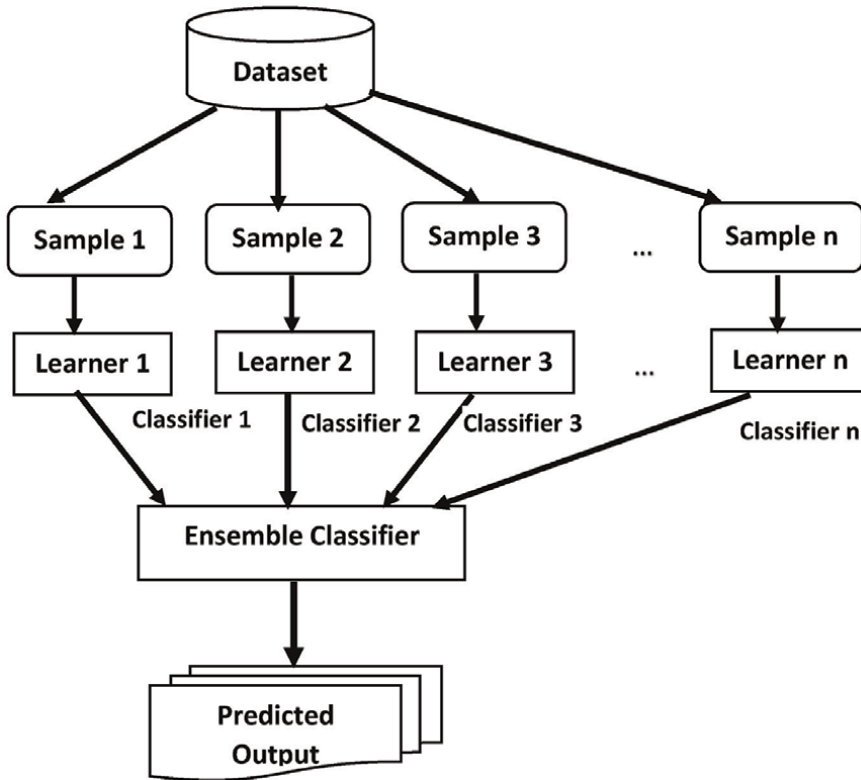 Dataset
Sample 1
Sample 2
Sample 3
...
Sample n
Learner 1
Learner 2
Learner 3
...
Learner n
Classifier 1
Classifier 2
Classifier 3
Classifier n
Ensemble Classifier
Predicted
Output